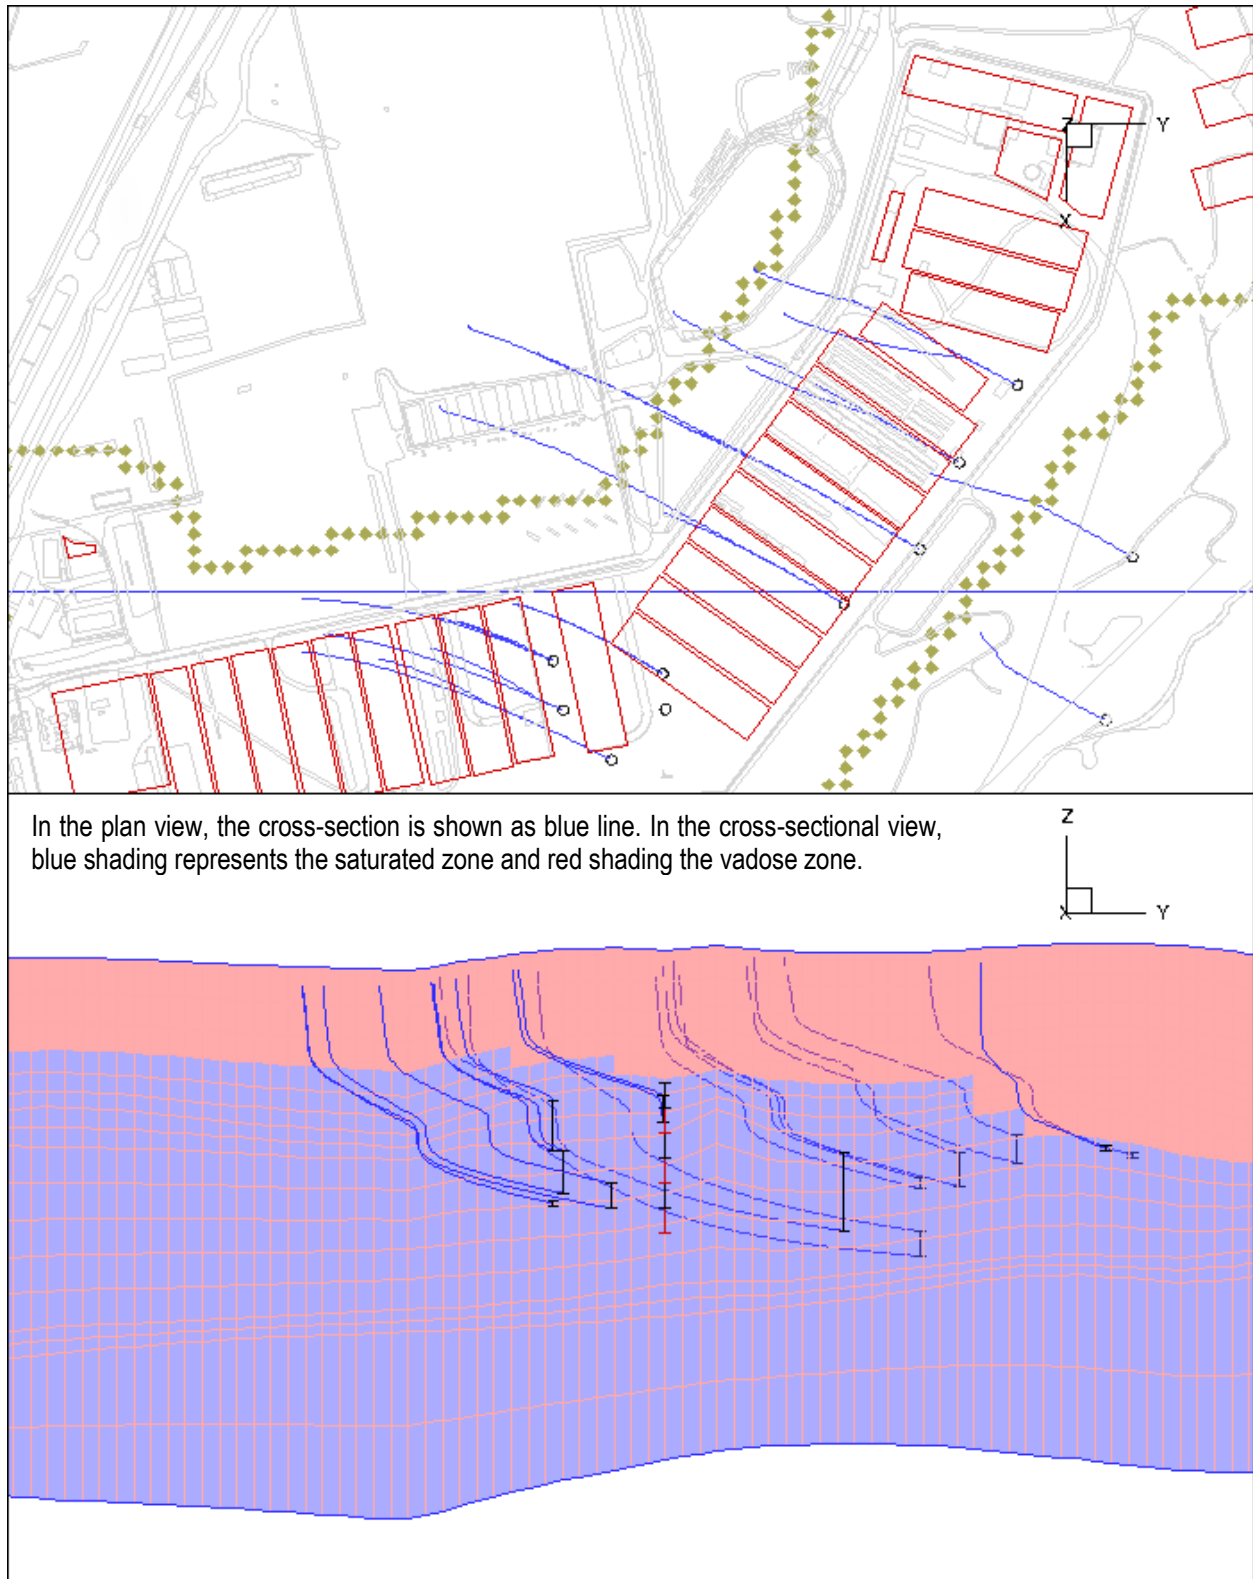 Z Y
X
In the plan view, the cross-section is shown as blue line. In the cross-sectional view,
blue shading represents the saturated zone and red shading the vadose zone.
Z
X Y